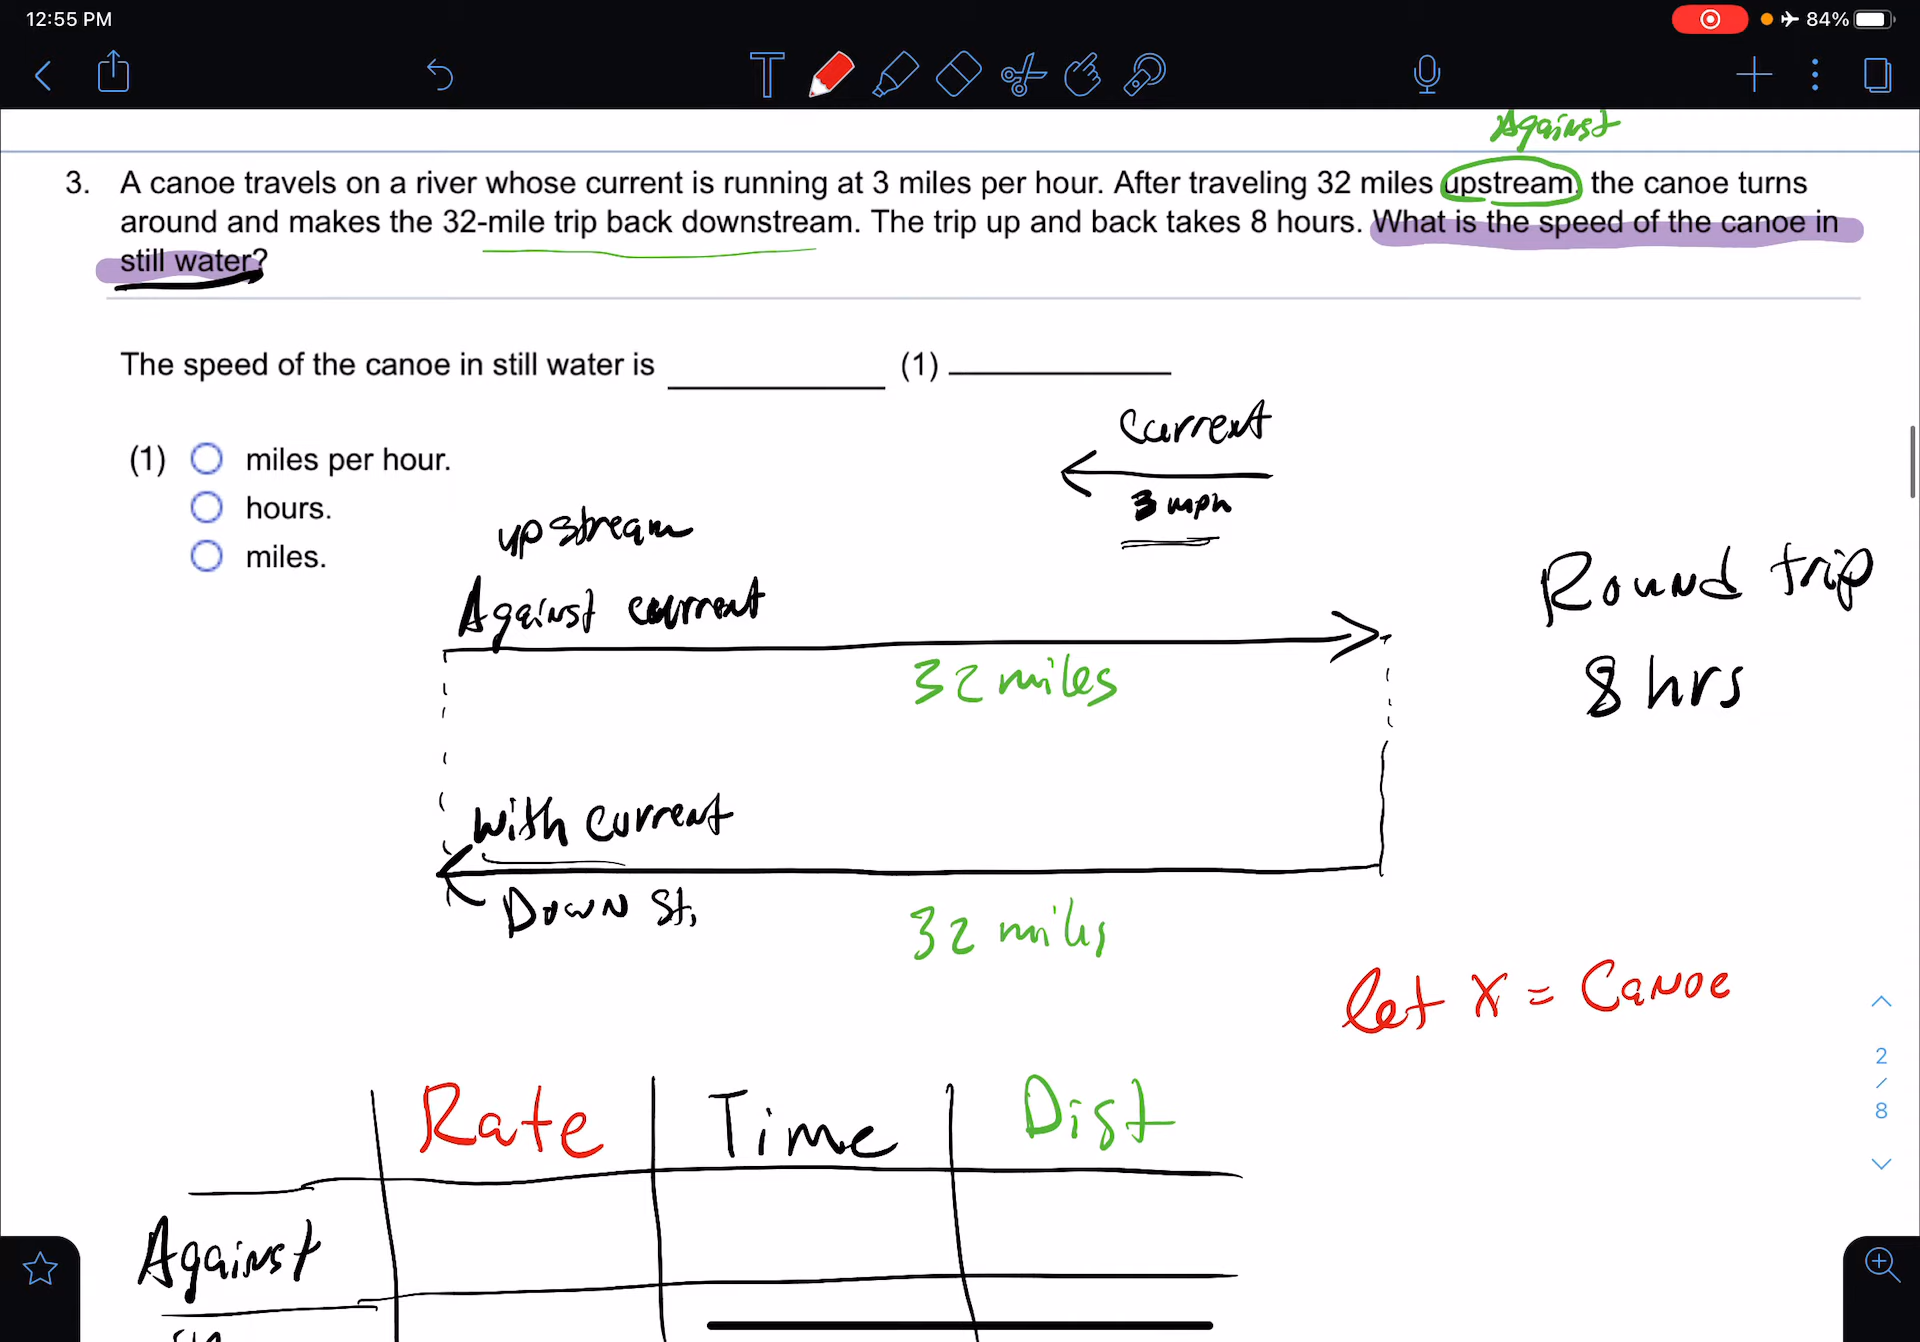 12:55 PM
84%
Against
3. A canoe travels on a river whose current is running at 3 miles per hour. After traveling 32 miles upstream, the canoe turns
around and makes the 32-mile trip back downstream. The trip up and back takes 8 hours. What is the speed of the canoe in
still water?
The speed of the canoe in still water is (1)
(1) miles per hour.
hours.
miles.
Current
3 mph
upstream
Against current
32 miles
Round trip
8 hrs
With current
Down St,
32 miles
let x = Canoe
2
/
8
Rate Time Dist
Against